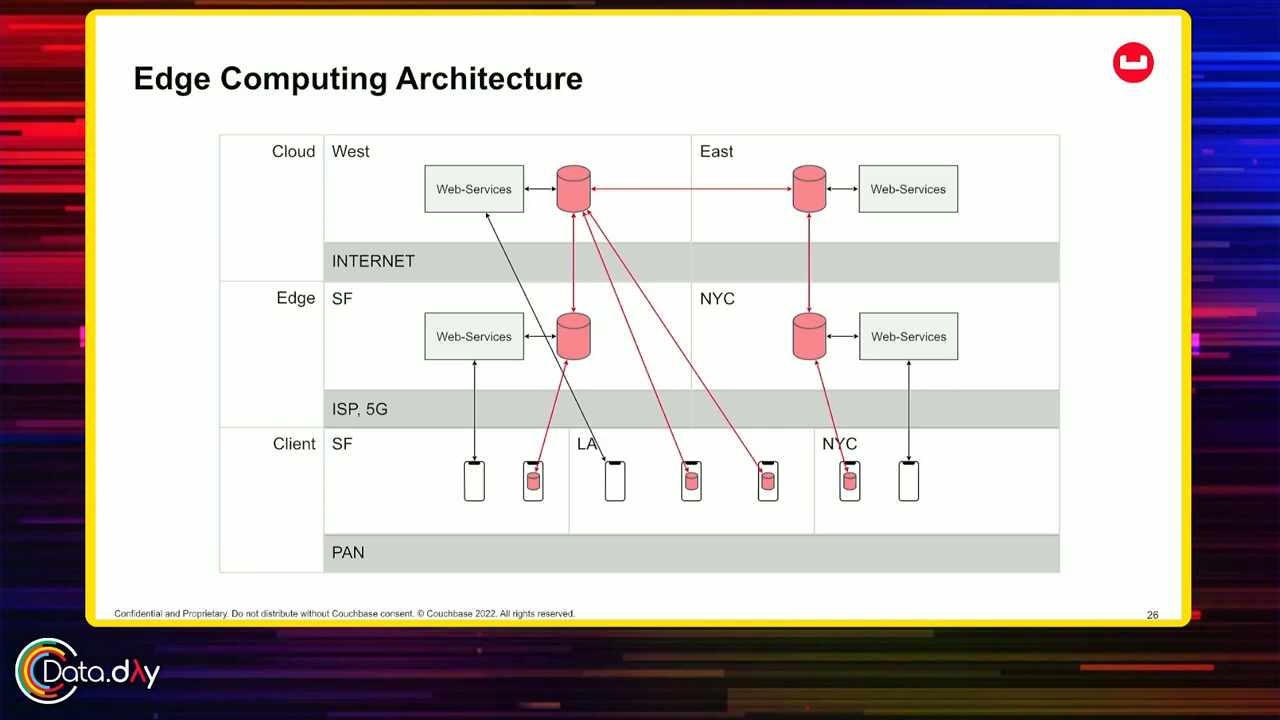 Edge Computing Architecture
Cloud
West
East
Web-Services
Web-Services
INTERNET
Edge
SF
NYC
Web-Services
Web-Services
ISP, 5G
Client
SF
LA
NYC
PAN
Confidential and Proprietary. Do not distribute without Couchbase consent. © Couchbase 2022. All rights reserved.
26
Data.dλy